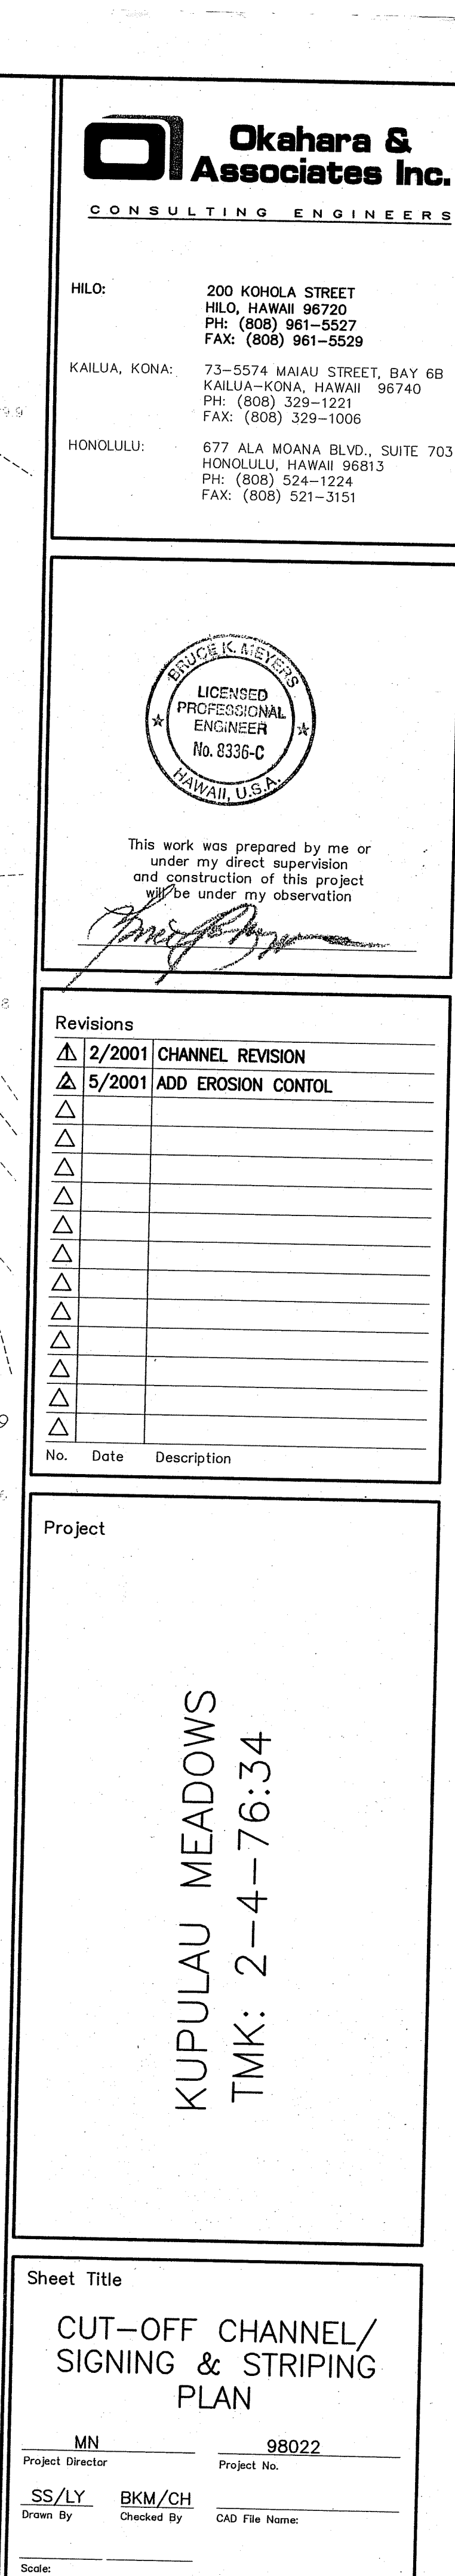 Okahara &
Associates Inc.
CONSULTING ENGINEERS
HILO: 200 KOHOLA STREET
HILO, HAWAII 96720
PH: (808) 961-5527
FAX: (808) 961-5529
KAILUA, KONA: 73-5574 MAIAU STREET, BAY 6B
KAILUA-KONA, HAWAII 96740
PH: (808) 329-1221
FAX: (808) 329-1006
HONOLULU: 677 ALA MOANA BLVD., SUITE 703
HONOLULU, HAWAII 96813
PH: (808) 524-1224
FAX: (808) 521-3151
BRUCE K. MEYERS
LICENSED
PROFESSIONAL
ENGINEER
No. 8336-C
HAWAII, U.S.A.
This work was prepared by me or
under my direct supervision
and construction of this project
will be under my observation
Revisions
1 2/2001 CHANNEL REVISION
2 5/2001 ADD EROSION CONTOL
No. Date Description
Project
KUPULAU MEADOWS
TMK: 2-4-76:34
Sheet Title
CUT-OFF CHANNEL/
SIGNING & STRIPING
PLAN
MN 98022
Project Director Project No.
SS/LY BKM/CH
Drawn By Checked By CAD File Name:
Scale: